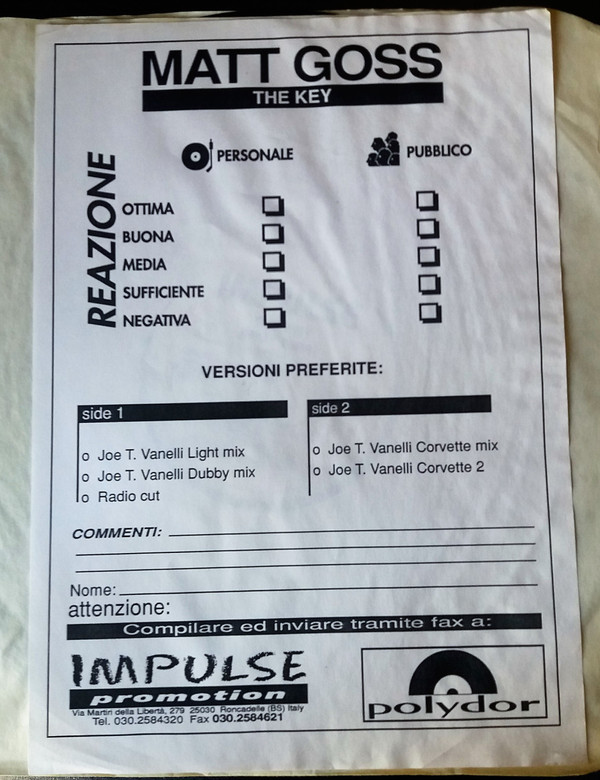 MATT GOSS
THE KEY
REAZIONE
PERSONALE
PUBBLICO
OTTIMA
BUONA
MEDIA
SUFFICIENTE
NEGATIVA
VERSIONI PREFERITE:
side 1
o Joe T. Vanelli Light mix
o Joe T. Vanelli Dubby mix
o Radio cut
side 2
o Joe T. Vanelli Corvette mix
o Joe T. Vanelli Corvette 2
COMMENTI:
Nome:
attenzione:
Compilare ed inviare tramite fax a:
IMPULSE
promotion
Via Martiri della Libertà, 279 25030 Roncadelle (BS) Italy
Tel. 030.2584320 Fax 030.2584621
polydor